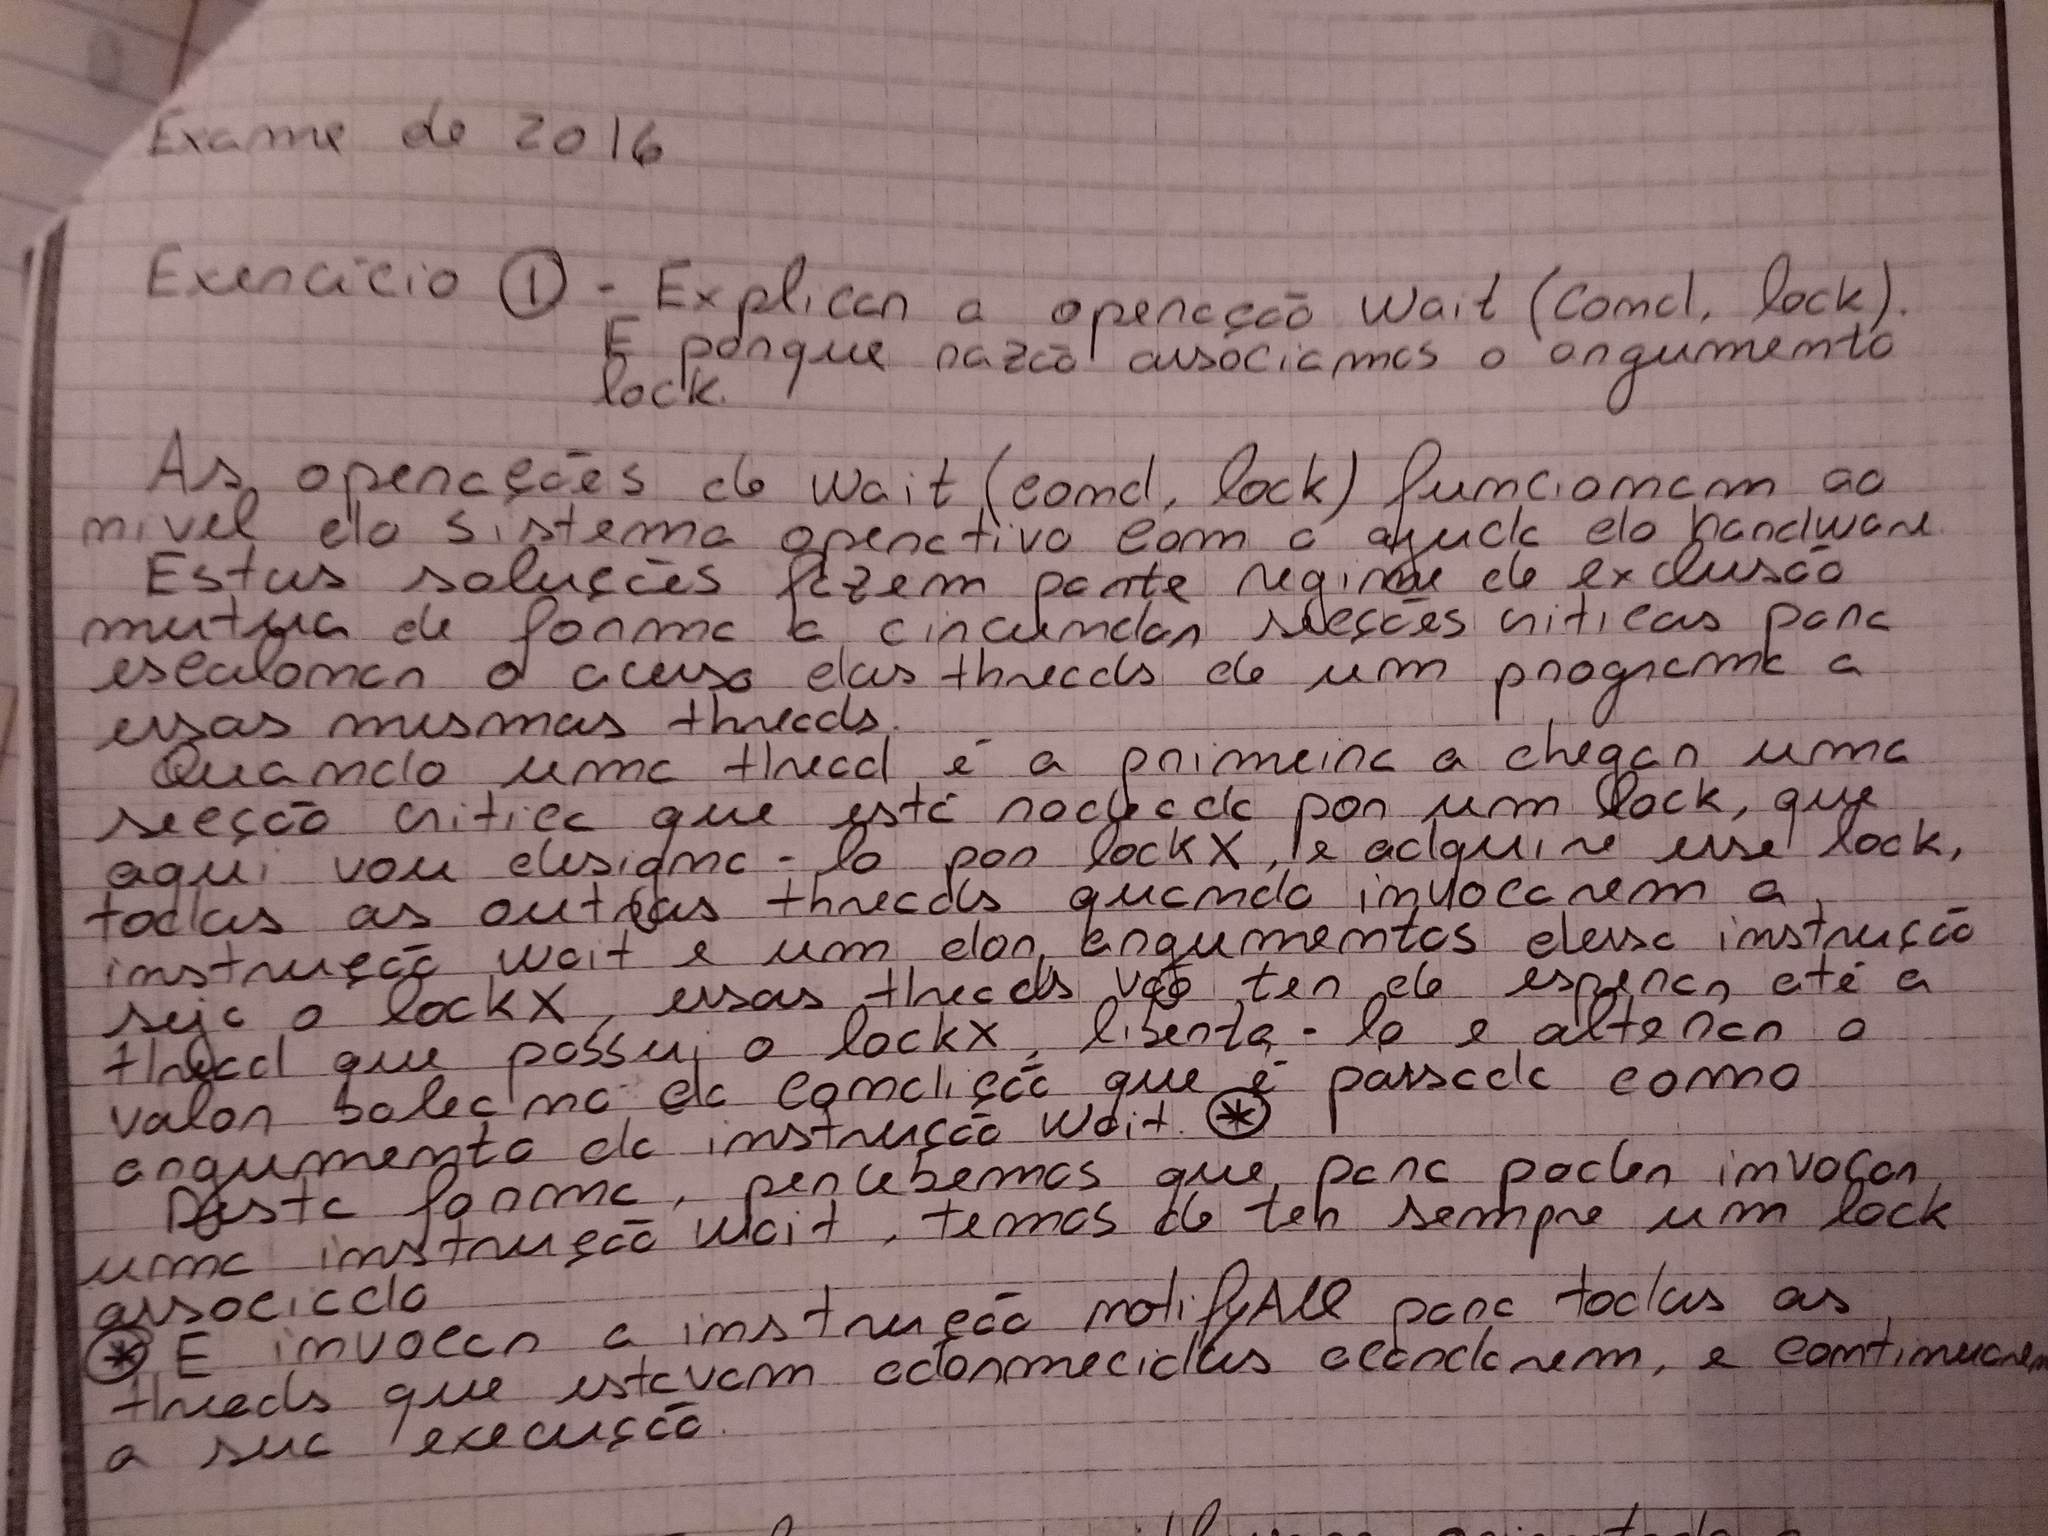 Exame de 2016
Exercício ① - Explicar a operação wait (cond, lock).
E porque razão associamos o argumento
lock.
As operações de wait (cond, lock) funcionam ao
nível do sistema operativo com a ajuda do hardware.
Estas soluções fazem parte regime de exclusão
mutua de forma a circundar secções criticas para
escalonar o acesso das threads de um programa a
essas mesmas threads.
Quando uma thread é a primeira a chegar uma
secção critica que está rodeada por um lock, que
aqui vou designa-lo por lockX, e adquire esse lock,
todas as outras threads quando invocarem a
instrução wait e um dos argumentos dessa instrução
seja o lockX, essas threads vão ter de esperar até a
thread que possui o lockX, liberta-lo e alterar o
valor boleano da condição que é passada como
argumento da instrução wait. ⊛
Desta forma, percebemos que para poder invocar
uma instrução wait, temos de ter sempre um lock
associado
⊛ E invocar a instrução notifyAll para todas as
threads que estavam adormecidas acordarem, e continuarem
a sua execução.